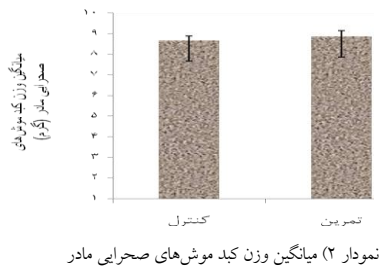 میانگین وزن کبد موش‌های
صحرایی مادر (گرم)
۱۰
۹
۸
۷
۶
۵
۴
۳
۲
۱
کنترل
تمرین
نمودار ۲) میانگین وزن کبد موش‌های صحرایی مادر